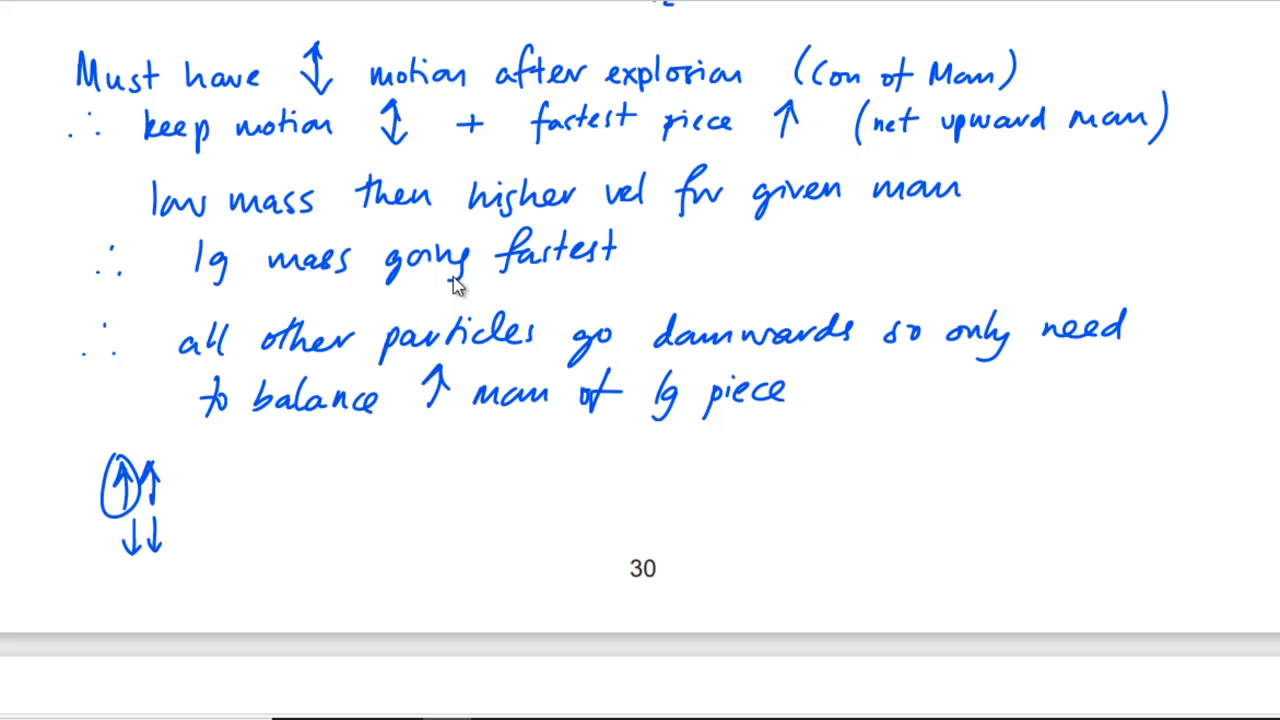 Must have ↕ motion after explosion (Con of Mom)
∴ keep motion ↕ + fastest piece ↑ (net upward mom)
low mass then higher vel for given mom
∴ 1g mass going fastest
∴ all other particles go downwards so only need
to balance ↑ mom of 1g piece
↑↑
↓↓
30